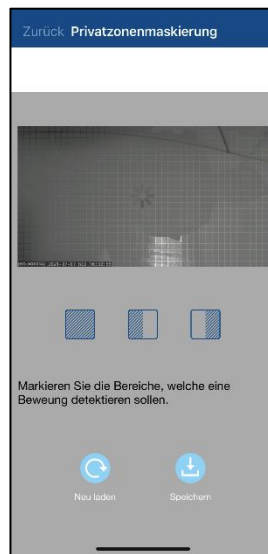 Zurück Privatzonenmaskierung
Markieren Sie die Bereiche, welche eine
Beweung detektieren sollen.
Neu laden
Speichern